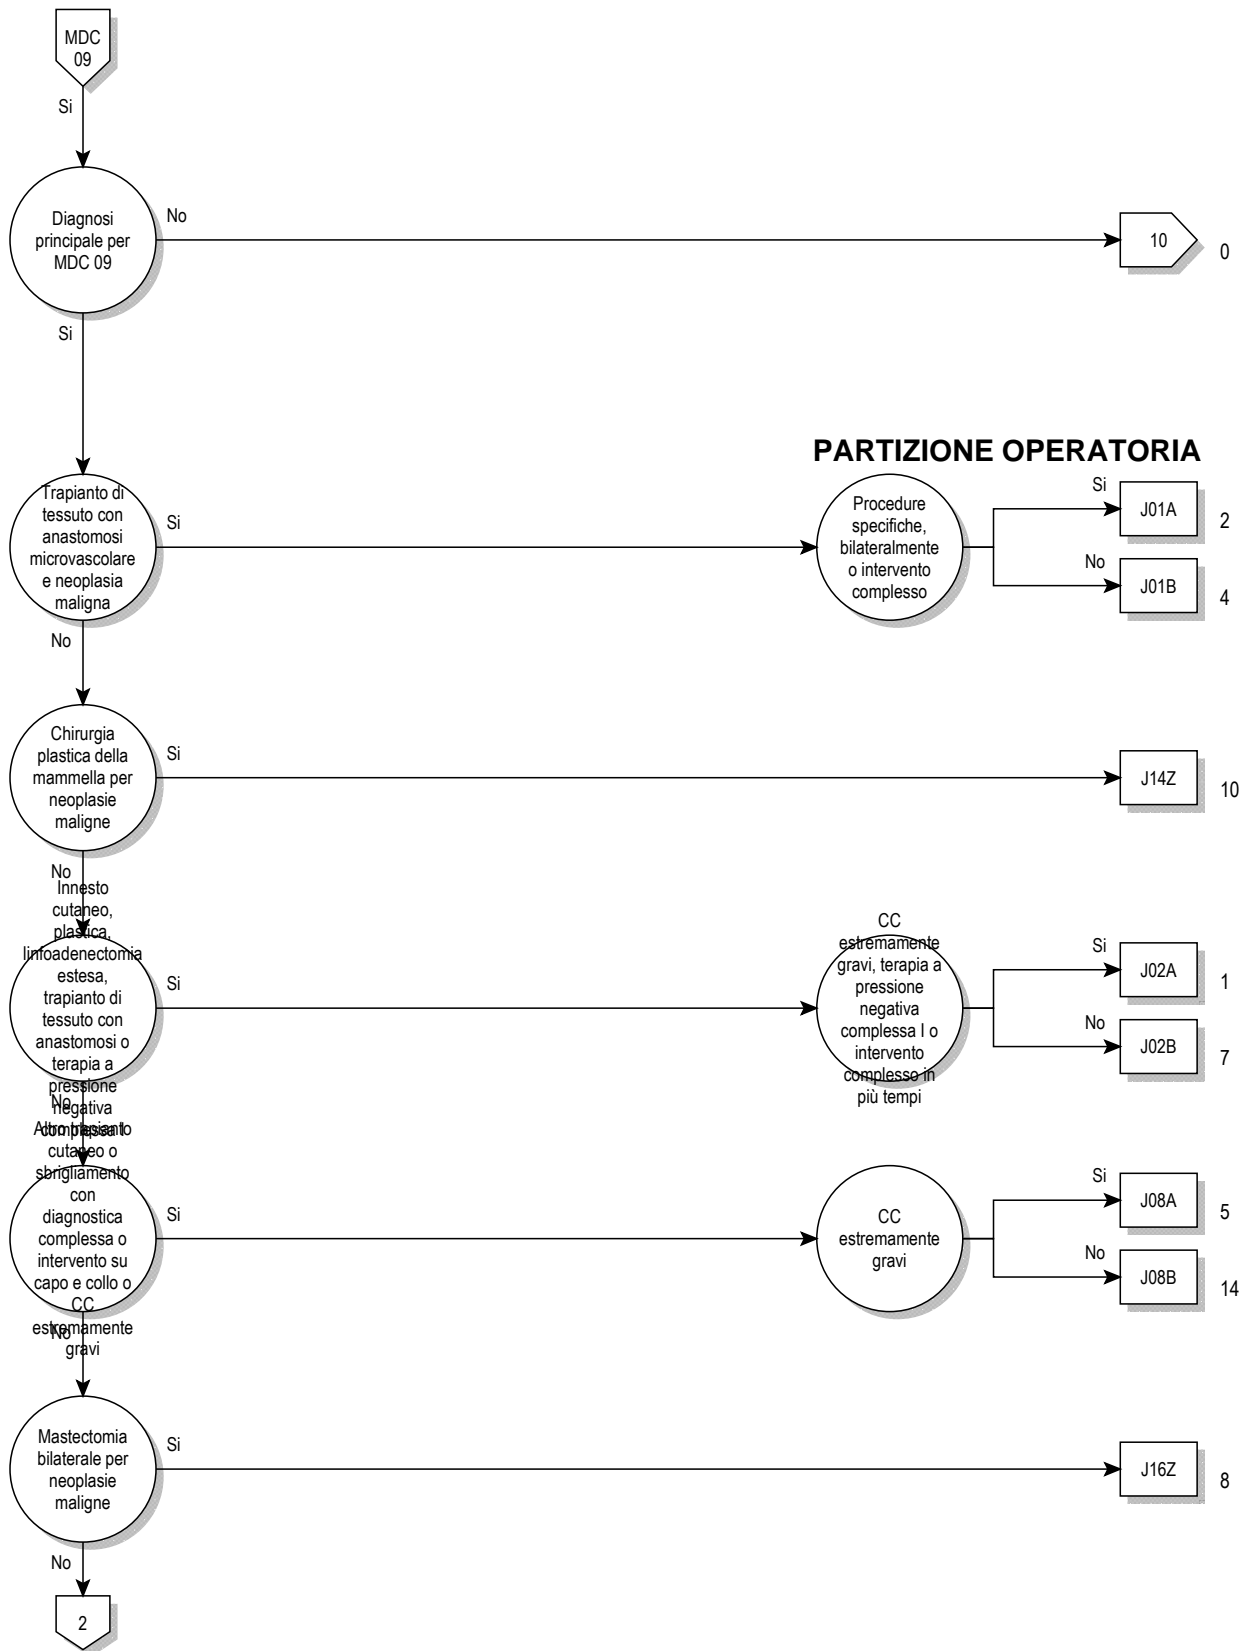 MDC
09
Si
Diagnosi
principale per
MDC 09
No
10
0
Si
PARTIZIONE OPERATORIA
Trapianto di
tessuto con
anastomosi
microvascolare
e neoplasia
maligna
Si
Procedure
specifiche,
bilateralmente
o intervento
complesso
Si
J01A
2
No
J01B
4
No
Chirurgia
plastica della
mammella per
neoplasie
maligne
Si
J14Z
10
No
Innesto
cutaneo,
plastica,
linfoadenectomia
estesa,
trapianto di
tessuto con
anastomosi o
terapia a
pressione
negativa
complessa I
Si
CC
estremamente
gravi, terapia a
pressione
negativa
complessa I o
intervento
complesso in
più tempi
Si
J02A
1
No
J02B
7
No
Altro trapianto
cutaneo o
sbrigliamento
con
diagnostica
complessa o
intervento su
capo e collo o
CC
estremamente
gravi
Si
CC
estremamente
gravi
Si
J08A
5
No
J08B
14
No
Mastectomia
bilaterale per
neoplasie
maligne
Si
J16Z
8
No
2